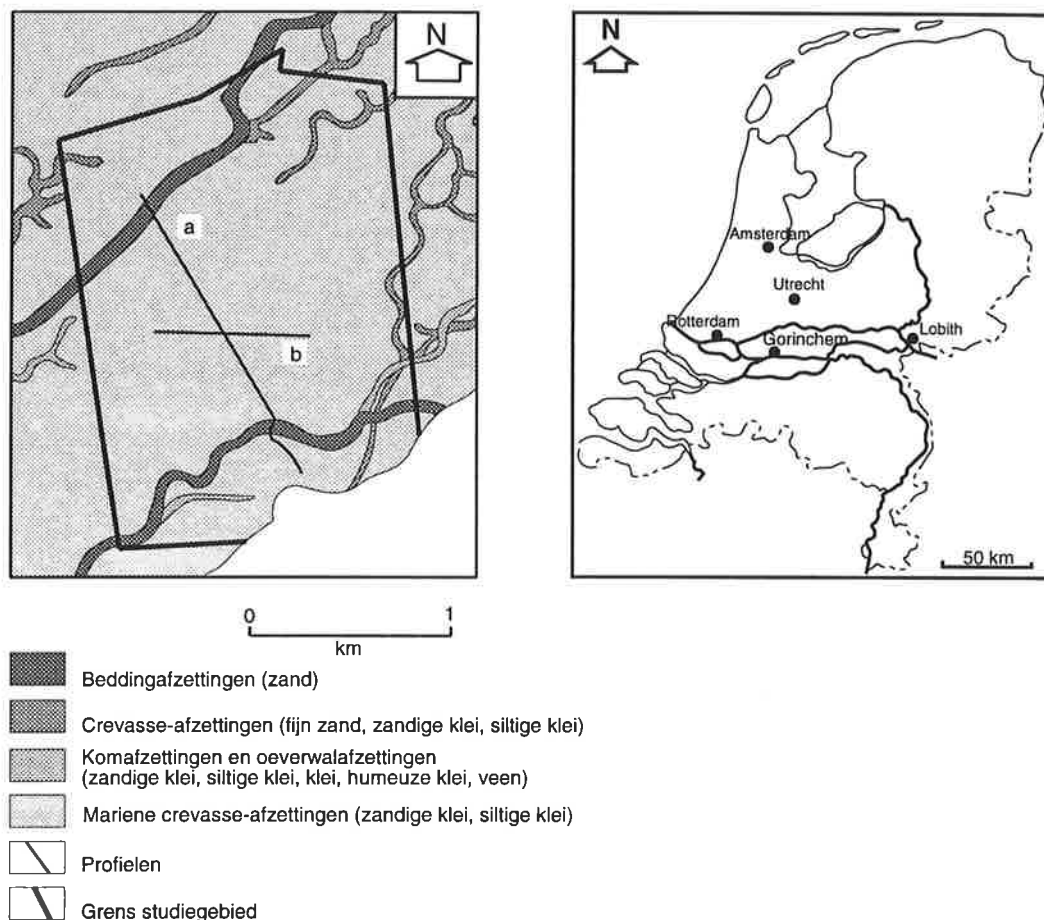 N
a
b
N
Amsterdam
Utrecht
Rotterdam
Gorinchem
Lobith
50 km
0 1
km
Beddingafzettingen (zand)
Crevasse-afzettingen (fijn zand, zandige klei, siltige klei)
Komafzettingen en oeverwalafzettingen
(zandige klei, siltige klei, klei, humeuze klei, veen)
Mariene crevasse-afzettingen (zandige klei, siltige klei)
Profielen
Grens studiegebied